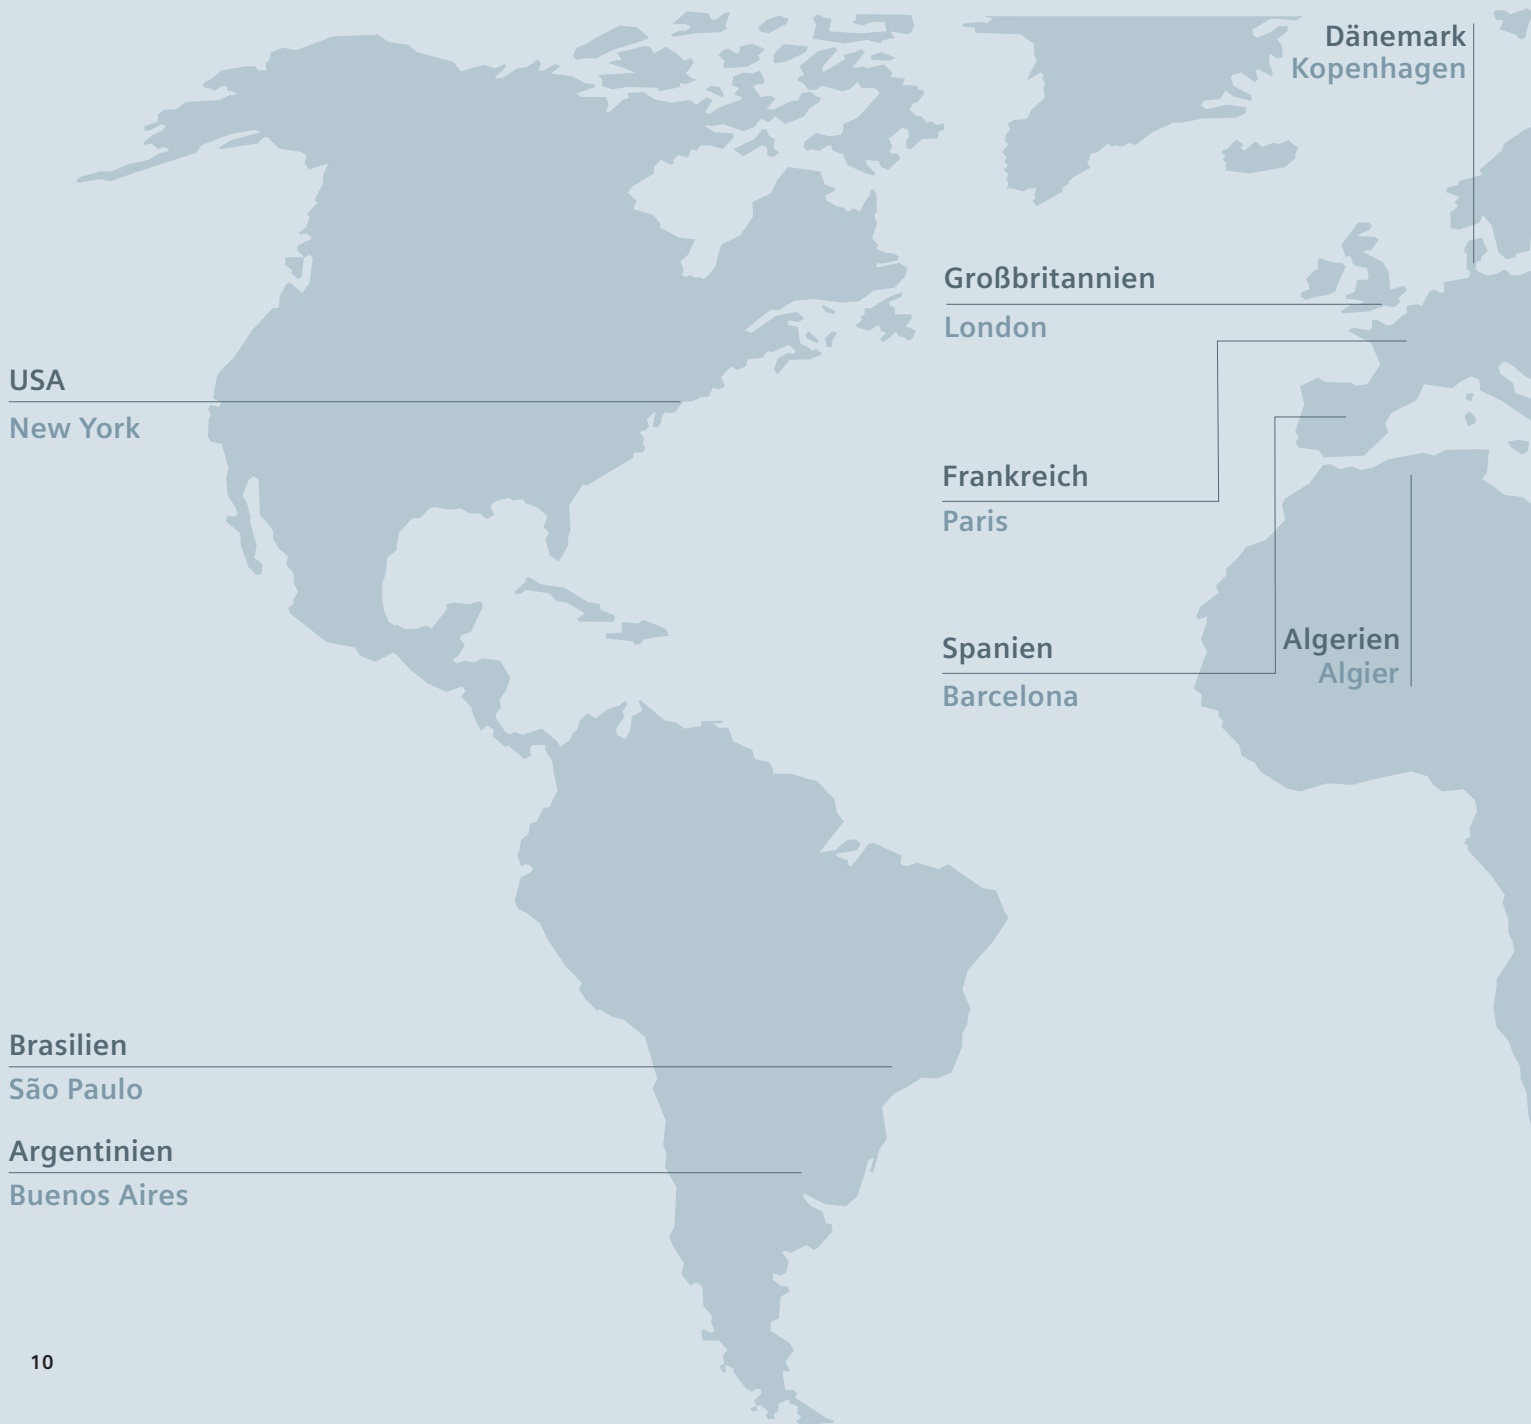 Dänemark
Kopenhagen
Großbritannien
London
USA
New York
Frankreich
Paris
Spanien
Barcelona
Algerien
Algier
Brasilien
São Paulo
Argentinien
Buenos Aires
10